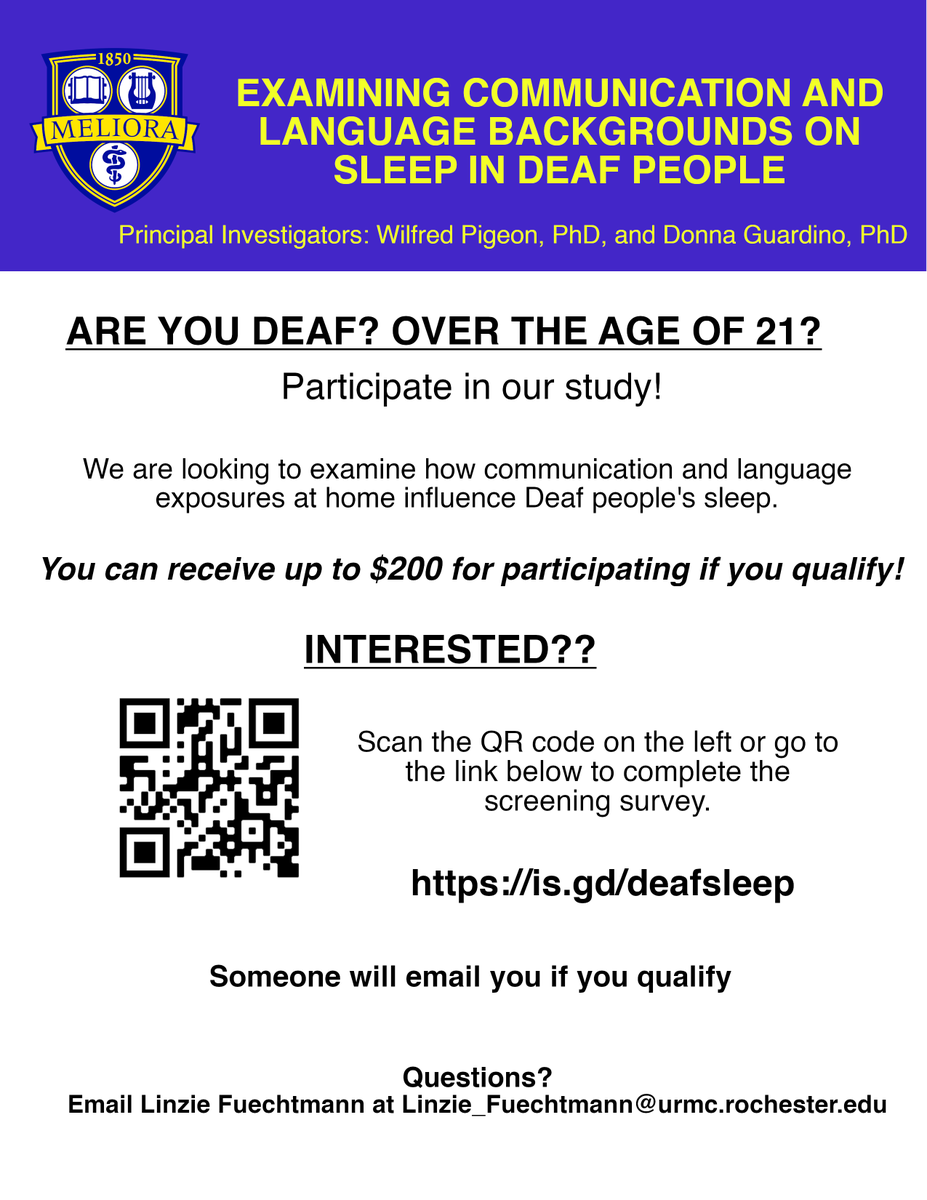 1850
MELIORA
EXAMINING COMMUNICATION AND
LANGUAGE BACKGROUNDS ON
SLEEP IN DEAF PEOPLE
Principal Investigators: Wilfred Pigeon, PhD, and Donna Guardino, PhD
ARE YOU DEAF? OVER THE AGE OF 21?
Participate in our study!
We are looking to examine how communication and language
exposures at home influence Deaf people's sleep.
You can receive up to $200 for participating if you qualify!
INTERESTED??
Scan the QR code on the left or go to
the link below to complete the
screening survey.
https://is.gd/deafsleep
Someone will email you if you qualify
Questions?
Email Linzie Fuechtmann at Linzie_Fuechtmann@urmc.rochester.edu